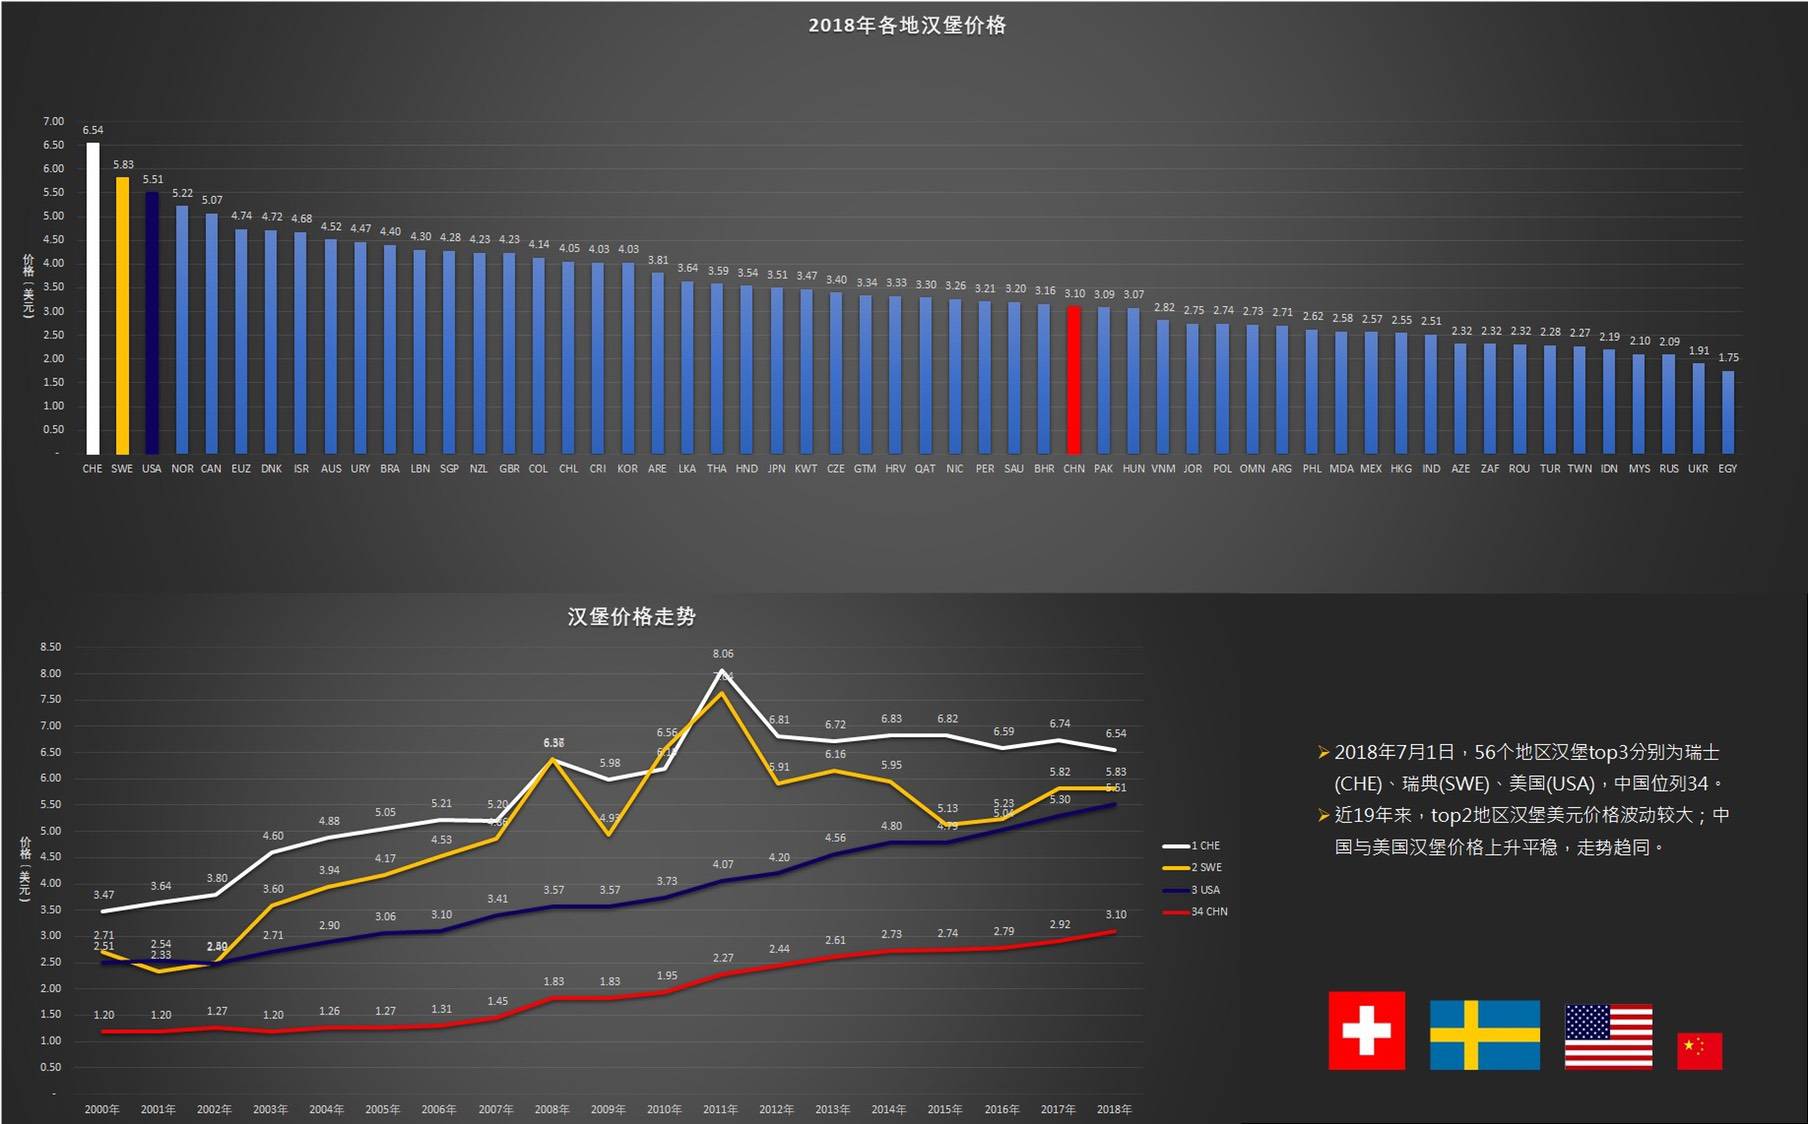 2018年各地汉堡价格
价格（美元）
7.00
6.50
6.00
5.50
5.00
4.50
4.00
3.50
3.00
2.50
2.00
1.50
1.00
0.50
-
6.54 5.83 5.51 5.22 5.07 4.74 4.72 4.68 4.52 4.47 4.40 4.30 4.28 4.23 4.23 4.14 4.05 4.03 4.03 3.81 3.64 3.59 3.54 3.51 3.47 3.40 3.34 3.33 3.30 3.26 3.21 3.20 3.16 3.10 3.09 3.07 2.82 2.75 2.74 2.73 2.71 2.62 2.58 2.57 2.55 2.51 2.32 2.32 2.32 2.28 2.27 2.19 2.10 2.09 1.91 1.75
CHE SWE USA NOR CAN EUZ DNK ISR AUS URY BRA LBN SGP NZL GBR COL CHL CRI KOR ARE LKA THA HND JPN KWT CZE GTM HRV QAT NIC PER SAU BHR CHN PAK HUN VNM JOR POL OMN ARG PHL MDA MEX HKG IND AZE ZAF ROU TUR TWN IDN MYS RUS UKR EGY
汉堡价格走势
价格（美元）
8.50
8.00
7.50
7.00
6.50
6.00
5.50
5.00
4.50
4.00
3.50
3.00
2.50
2.00
1.50
1.00
0.50
-
3.47 3.64 3.80 4.60 4.88 5.05 5.21 5.20 5.98 8.06 6.81 6.72 6.83 6.82 6.59 6.74 6.54
2.71 2.33 3.60 3.94 4.17 4.53 4.93 6.56 5.91 6.16 5.95 5.13 5.23 5.82 5.83
2.51 2.54 2.71 2.90 3.06 3.10 3.41 3.57 3.57 3.73 4.07 4.20 4.56 4.80 4.79 5.04 5.30 5.51
1.20 1.20 1.27 1.20 1.26 1.27 1.31 1.45 1.83 1.83 1.95 2.27 2.44 2.61 2.73 2.74 2.79 2.92 3.10
2000年 2001年 2002年 2003年 2004年 2005年 2006年 2007年 2008年 2009年 2010年 2011年 2012年 2013年 2014年 2015年 2016年 2017年 2018年
1 CHE
2 SWE
3 USA
34 CHN
2018年7月1日，56个地区汉堡top3分别为瑞士
(CHE)、瑞典(SWE)、美国(USA)，中国位列34。
近19年来，top2地区汉堡美元价格波动较大；中
国与美国汉堡价格上升平稳，走势趋同。